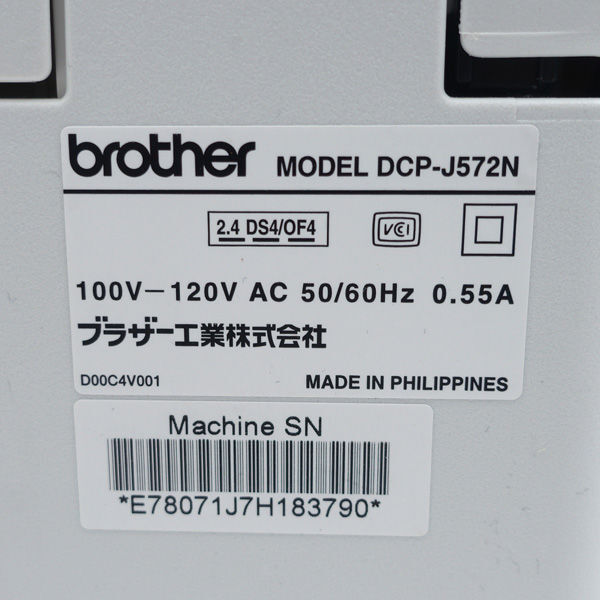 brother MODEL DCP-J572N
2.4 DS4/OF4 VCI
100V－120V AC 50/60Hz 0.55A
ブラザー工業株式会社
D00C4V001 MADE IN PHILIPPINES
Machine SN
*E78071J7H183790*